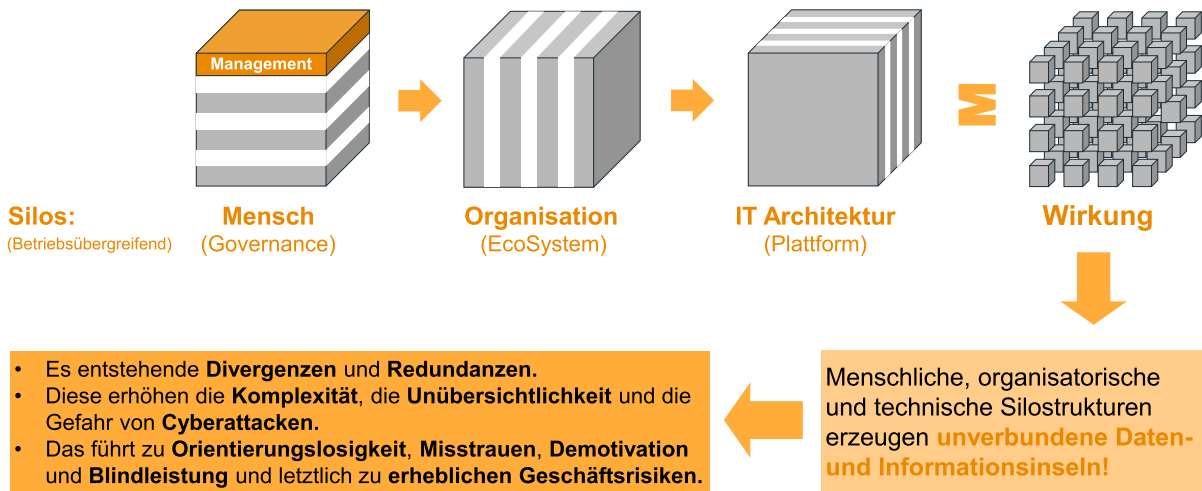 Management
Silos:
(Betriebsübergreifend)
Mensch
(Governance)
Organisation
(EcoSystem)
IT Architektur
(Plattform)
Wirkung
Menschliche, organisatorische
und technische Silostrukturen
erzeugen unverbundene Daten-
und Informationsinseln!
• Es entstehende Divergenzen und Redundanzen.
• Diese erhöhen die Komplexität, die Unübersichtlichkeit und die
Gefahr von Cyberattacken.
• Das führt zu Orientierungslosigkeit, Misstrauen, Demotivation
und Blindleistung und letztlich zu erheblichen Geschäftsrisiken.